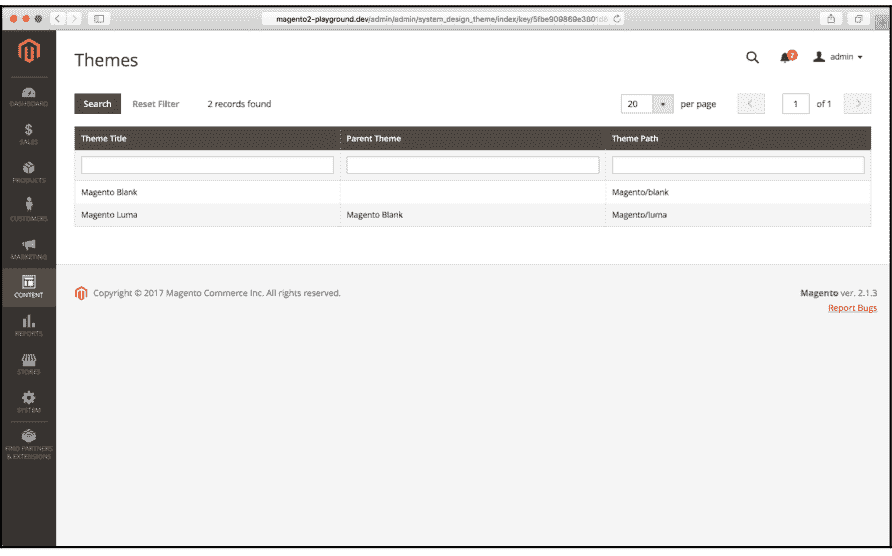 magento2-playground.dev/admin/admin/system_design_theme/index/key/5fbe909869e3801d8
Themes
7
admin
Search
Reset Filter
2 records found
20
per page
1
of 1
Theme Title
Parent Theme
Theme Path
Magento Blank
Magento/blank
Magento Luma
Magento Blank
Magento/luma
DASHBOARD
$
SALES
PRODUCTS
CUSTOMERS
MARKETING
CONTENT
REPORTS
STORES
SYSTEM
FIND PARTNERS
& EXTENSIONS
Copyright © 2017 Magento Commerce Inc. All rights reserved.
Magento ver. 2.1.3
Report Bugs